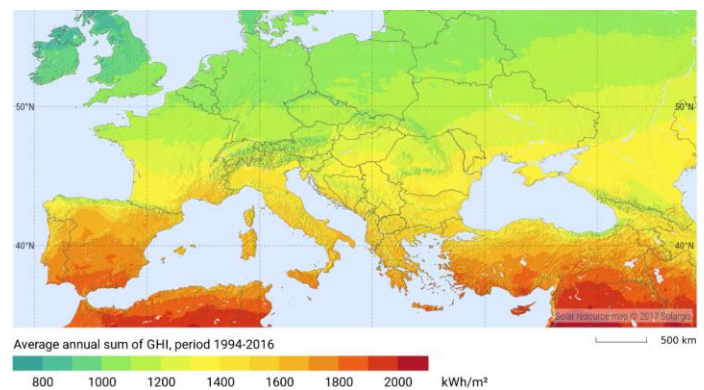 50°N
50°N
40°N
40°N
Solar resource map © 2017 Solargis
Average annual sum of GHI, period 1994-2016
500 km
800 1000 1200 1400 1600 1800 2000 kWh/m²